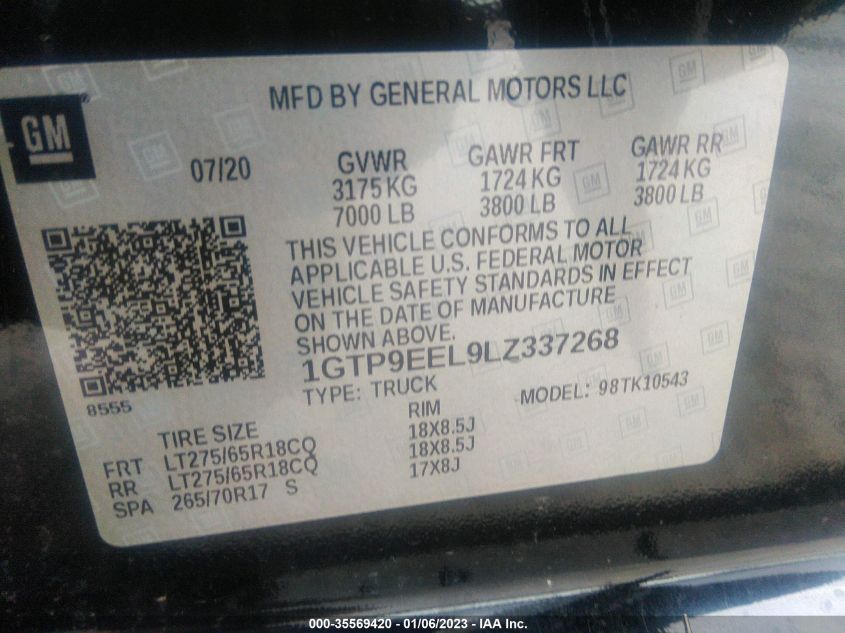 MFD BY GENERAL MOTORS LLC
GM
07/20
GVWR GAWR FRT GAWR RR
3175 KG 1724 KG 1724 KG
7000 LB 3800 LB 3800 LB
THIS VEHICLE CONFORMS TO ALL
APPLICABLE U.S. FEDERAL MOTOR
VEHICLE SAFETY STANDARDS IN EFFECT
ON THE DATE OF MANUFACTURE
SHOWN ABOVE.
1GTP9EEL9LZ337268
TYPE: TRUCK MODEL: 98TK10543
8555
TIRE SIZE RIM
FRT LT275/65R18CQ 18X8.5J
RR LT275/65R18CQ 18X8.5J
SPA 265/70R17 S 17X8J
000-35569420 - 01/06/2023 - IAA Inc.